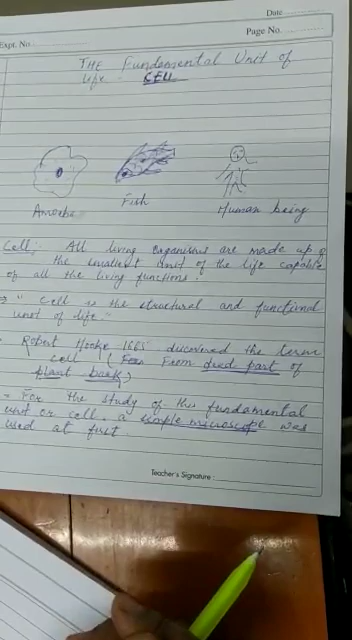 Date
Expt. No.
Page No.
THE Fundamental Unit of
life - CELL
Amoeba
Fish
Human being
Cell: All living organisms are made up of
the smallest unit of the life capable
of all the living functions.
"Cell is the structural and functional
unit of life."
Robert Hooke 1665 discovered the term
cell ( From dead part of
plant bark)
For the study of this fundamental
unit or cell, a simple microscope was
used at first.
Teacher's Signature :